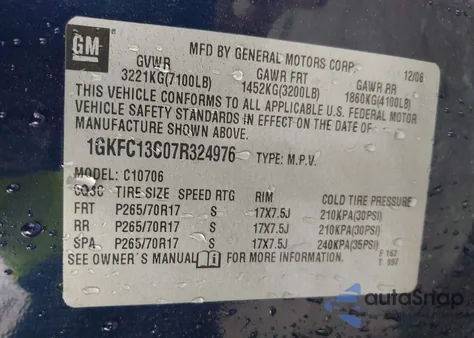 GM
MFD BY GENERAL MOTORS CORP.
12/06
GVWR GAWR FRT GAWR RR
3221KG(7100LB) 1452KG(3200LB) 1860KG(4100LB)
THIS VEHICLE CONFORMS TO ALL APPLICABLE U.S. FEDERAL MOTOR
VEHICLE SAFETY STANDARDS IN EFFECT ON THE DATE OF
MANUFACTURE SHOWN ABOVE.
1GKFC13C07R324976 TYPE: M.P.V.
MODEL: C10706
TIRE SIZE SPEED RTG RIM COLD TIRE PRESSURE
FRT P265/70R17 S 17X7.5J 210KPA(30PSI)
RR P265/70R17 S 17X7.5J 210KPA(30PSI)
SPA P265/70R17 S 17X7.5J 240KPA(35PSI)
SEE OWNER'S MANUAL FOR MORE INFORMATION.
autoSnap